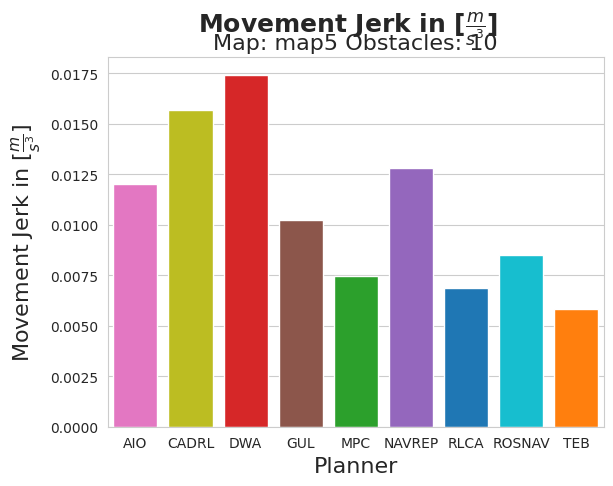 Movement Jerk in [m/s³]
Map: map5 Obstacles: 10
Movement Jerk in [m/s³]
0.0175
0.0150
0.0125
0.0100
0.0075
0.0050
0.0025
0.0000
AIO CADRL DWA GUL MPC NAVREP RLCA ROSNAV TEB
Planner